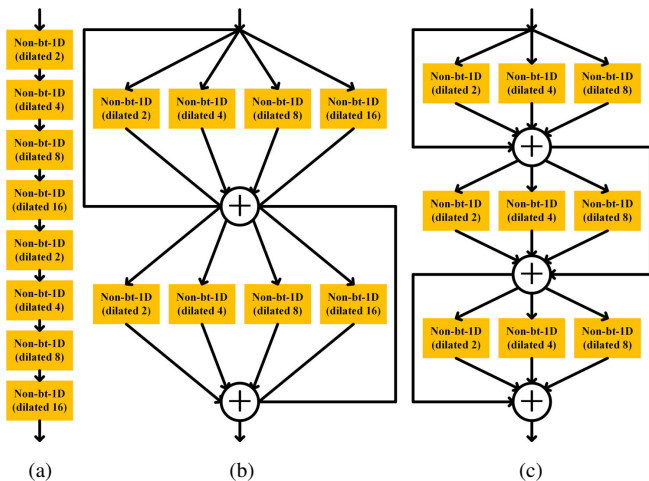 Non-bt-1D
(dilated 2)
Non-bt-1D
(dilated 4)
Non-bt-1D
(dilated 8)
Non-bt-1D
(dilated 16)
Non-bt-1D
(dilated 2)
Non-bt-1D
(dilated 4)
Non-bt-1D
(dilated 8)
Non-bt-1D
(dilated 16)
(a)
Non-bt-1D
(dilated 2)
Non-bt-1D
(dilated 4)
Non-bt-1D
(dilated 8)
Non-bt-1D
(dilated 16)
Non-bt-1D
(dilated 2)
Non-bt-1D
(dilated 4)
Non-bt-1D
(dilated 8)
Non-bt-1D
(dilated 16)
(b)
Non-bt-1D
(dilated 2)
Non-bt-1D
(dilated 4)
Non-bt-1D
(dilated 8)
Non-bt-1D
(dilated 2)
Non-bt-1D
(dilated 4)
Non-bt-1D
(dilated 8)
Non-bt-1D
(dilated 2)
Non-bt-1D
(dilated 4)
Non-bt-1D
(dilated 8)
(c)